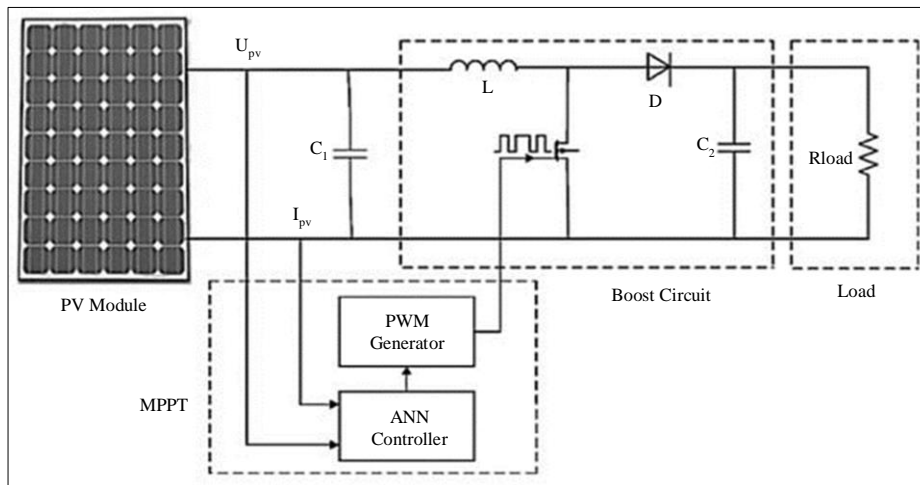 U_pv
L
D
C_1
C_2
Rload
I_pv
PV Module
Boost Circuit
Load
PWM
Generator
MPPT
ANN
Controller